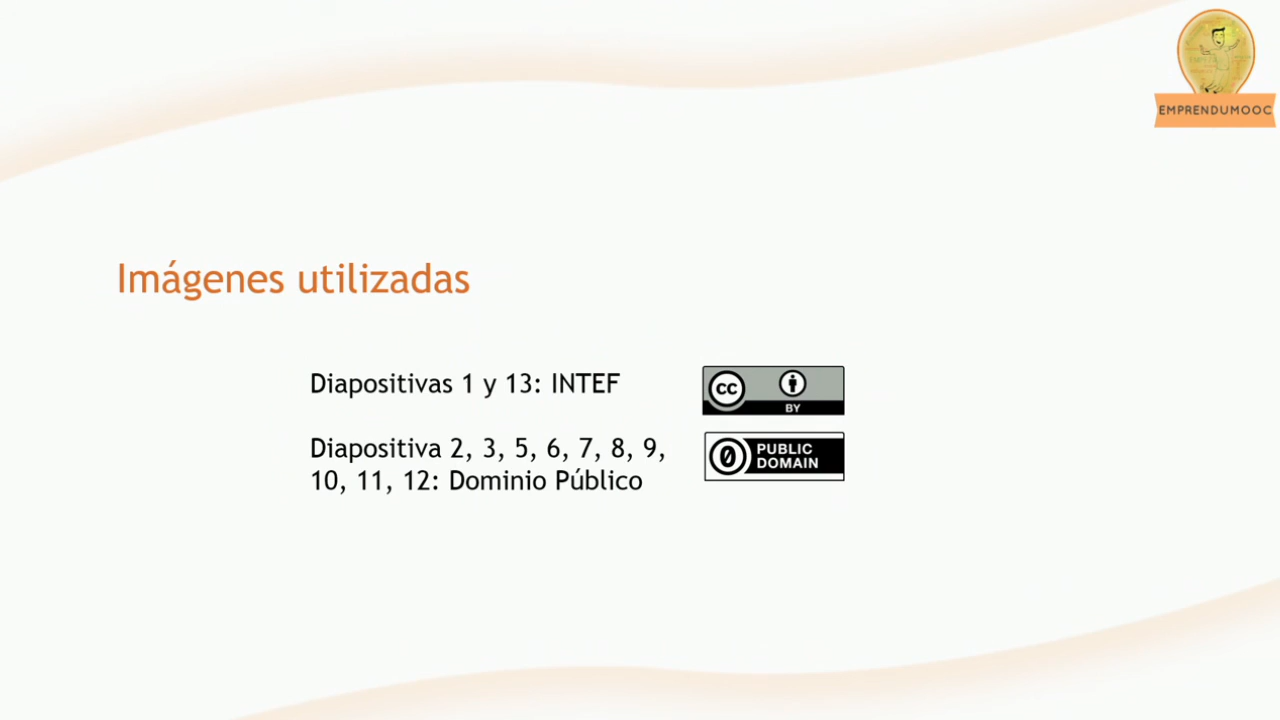 EMPRENDUMOOC
Imágenes utilizadas
Diapositivas 1 y 13: INTEF
CC
BY
Diapositiva 2, 3, 5, 6, 7, 8, 9,
10, 11, 12: Dominio Público
0
PUBLIC
DOMAIN